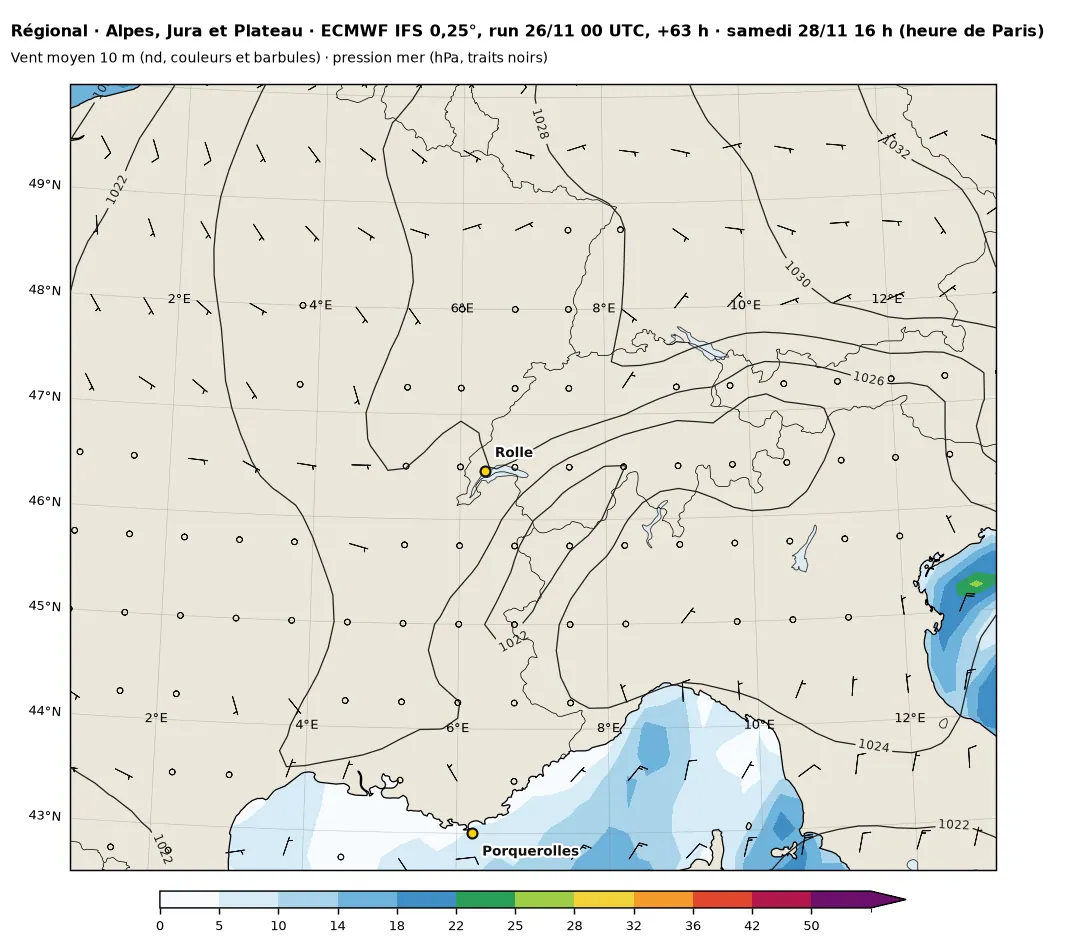 Régional · Alpes, Jura et Plateau · ECMWF IFS 0,25°, run 26/11 00 UTC, +63 h · samedi 28/11 16 h (heure de Paris)
Vent moyen 10 m (nd, couleurs et barbules) · pression mer (hPa, traits noirs)
1028
1032
49°N
1022
1030
48°N
2°E
4°E
6°E
8°E
10°E
12°E
1026
47°N
Rolle
46°N
45°N
1022
44°N
2°E
4°E
6°E
8°E
10°E
12°E
1024
43°N
1022
1022
Porquerolles
0
5
10
14
18
22
25
28
32
36
42
50